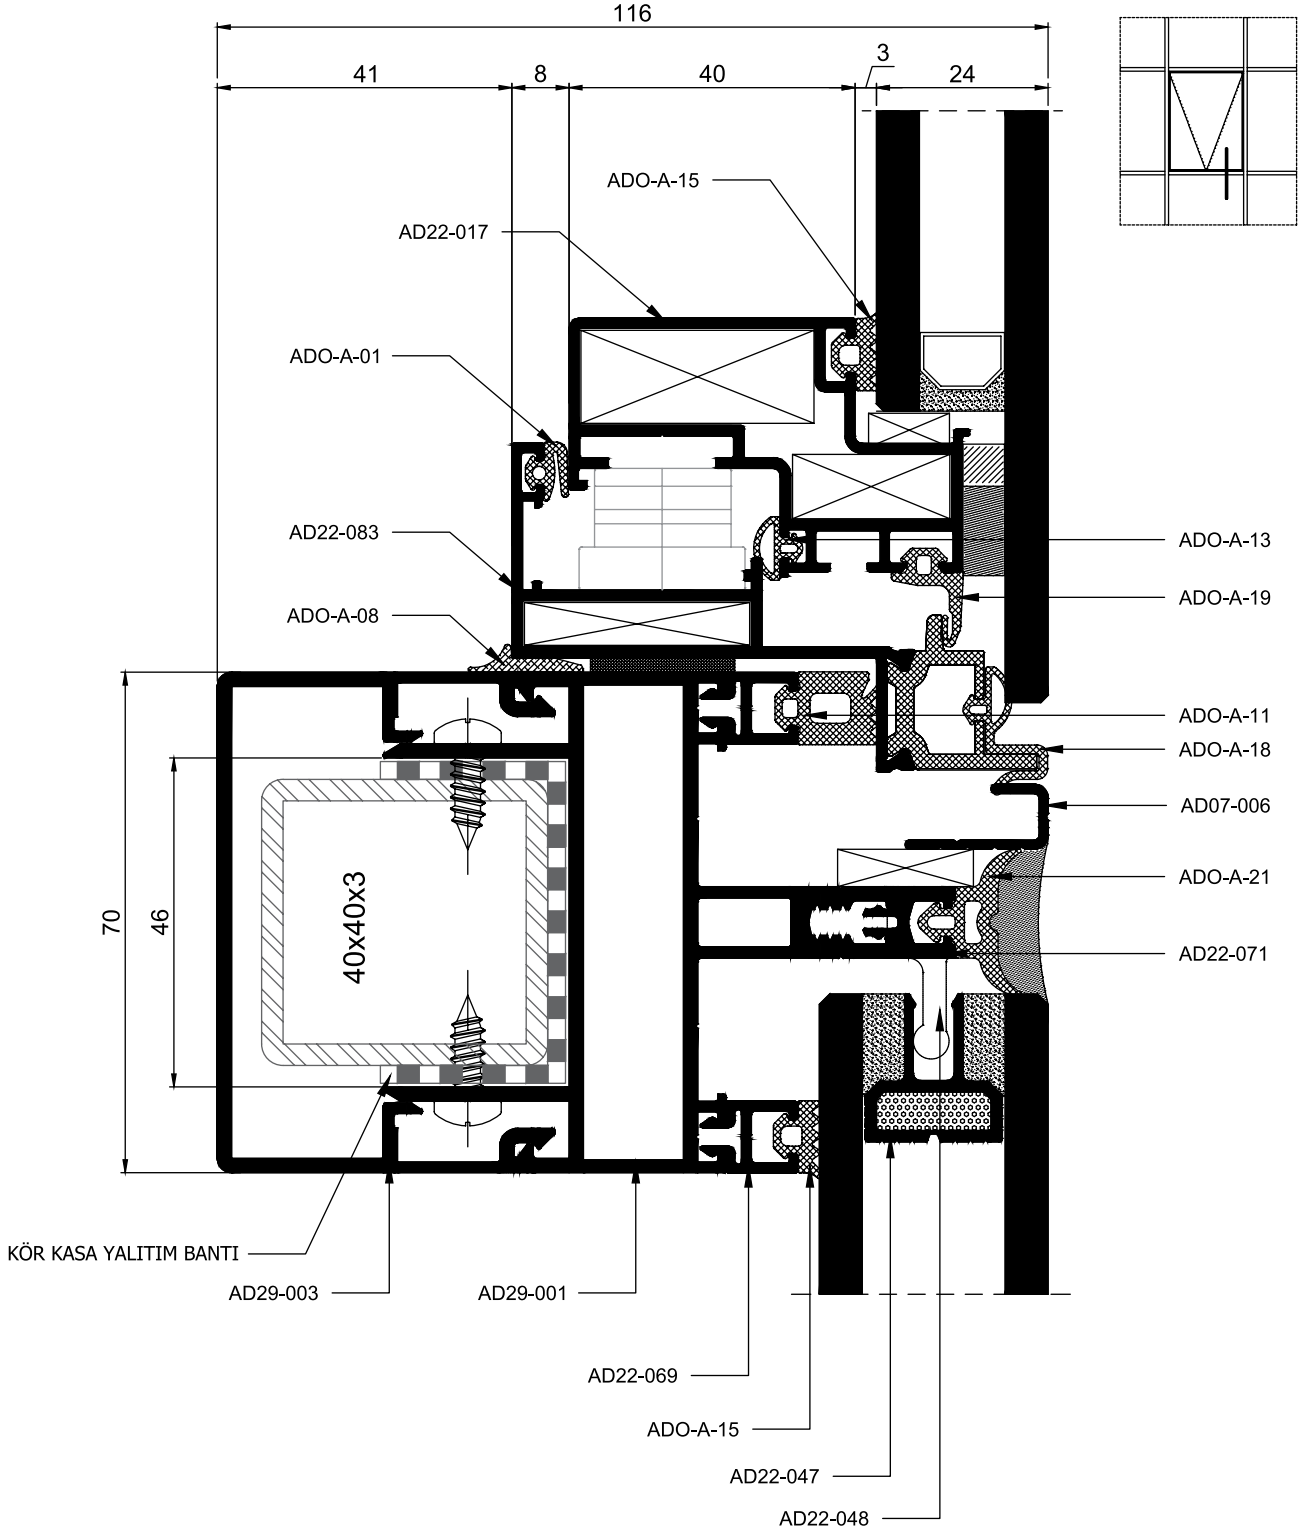 116
41
8
40
3
24
ADO-A-15
AD22-017
ADO-A-01
AD22-083
ADO-A-13
ADO-A-19
ADO-A-08
ADO-A-11
ADO-A-18
AD07-006
ADO-A-21
AD22-071
70
46
40x40x3
KÖR KASA YALITIM BANTI
AD29-003
AD29-001
AD22-069
ADO-A-15
AD22-047
AD22-048